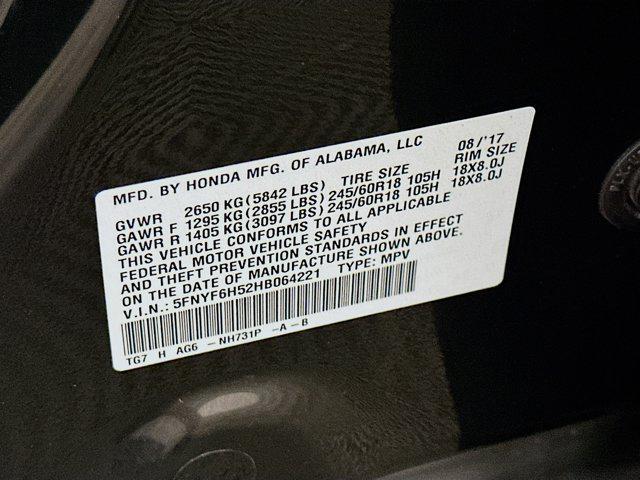 MFD. BY HONDA MFG. OF ALABAMA, LLC 08/'17
TIRE SIZE RIM SIZE
GVWR 2650 KG (5842 LBS)
GAWR F 1295 KG (2855 LBS) 245/60R18 105H 18X8.0J
GAWR R 1405 KG (3097 LBS) 245/60R18 105H 18X8.0J
THIS VEHICLE CONFORMS TO ALL APPLICABLE
FEDERAL MOTOR VEHICLE SAFETY
AND THEFT PREVENTION STANDARDS IN EFFECT
ON THE DATE OF MANUFACTURE SHOWN ABOVE.
V.I.N.: 5FNYF6H52HB064221 TYPE: MPV
TG7 H AG6 -NH731P -A-B